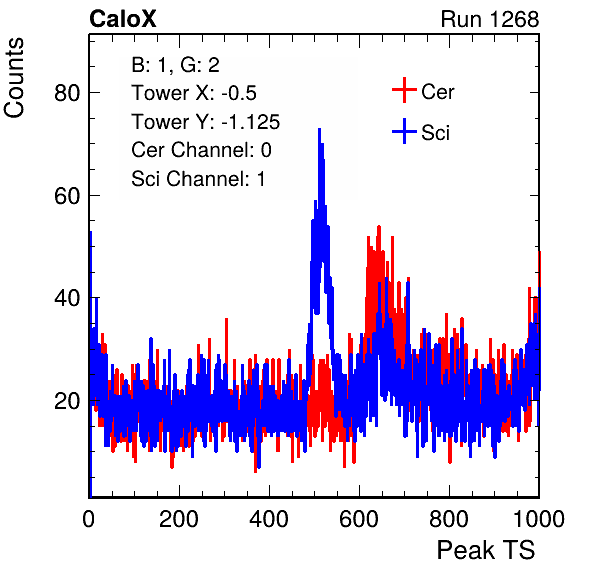 CaloX Run 1268
Counts
B: 1, G: 2
Tower X: -0.5
Tower Y: -1.125
Cer Channel: 0
Sci Channel: 1
Cer
Sci
80
60
40
20
0 200 400 600 800 1000
Peak TS